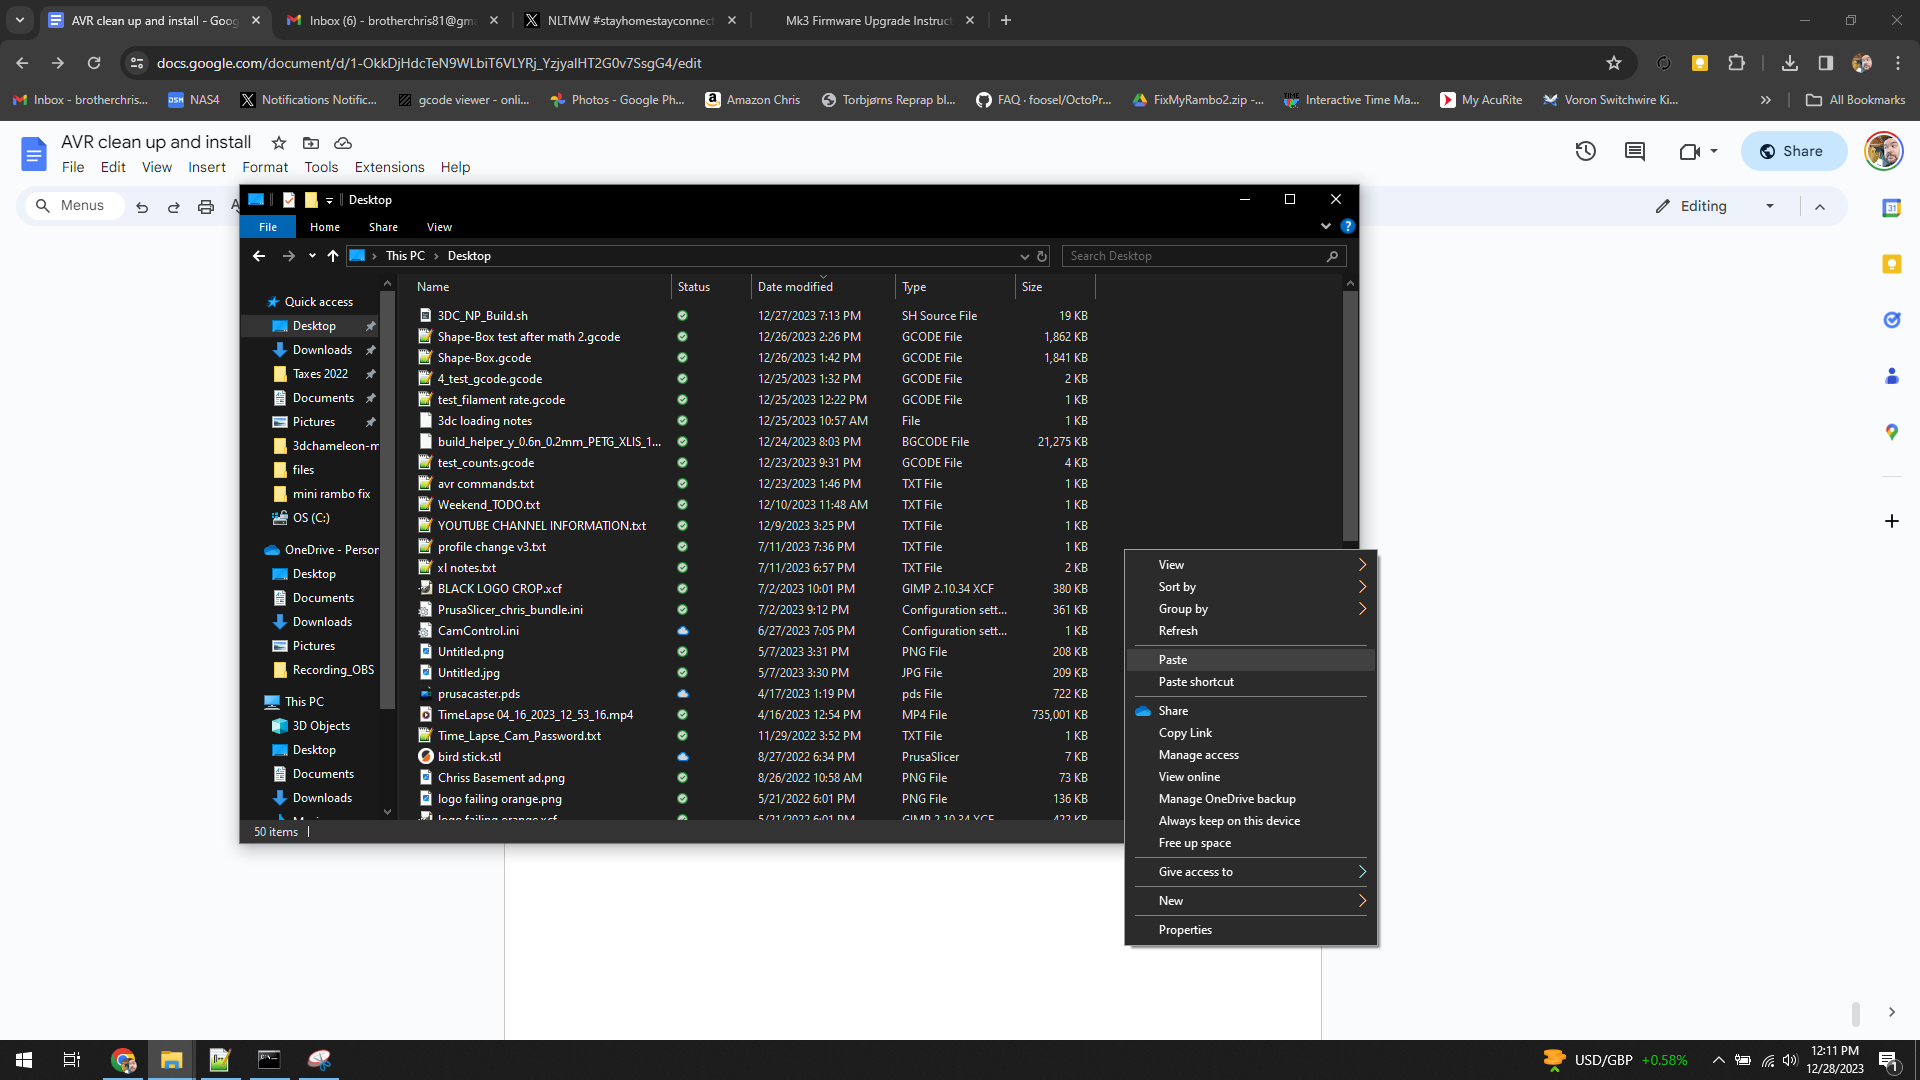 AVR clean up and install - Goog
Inbox (6) - brotherchris81@gma
NLTMW #stayhomestayconnect
Mk3 Firmware Upgrade Instruct
docs.google.com/document/d/1-OkkDjHdcTeN9WLbiT6VLYRj_YzjyalHT2G0v7SsgG4/edit
Inbox - brotherchris...
NAS4
Notifications Notific...
gcode viewer - onli...
Photos - Google Ph...
Amazon Chris
Torbjørns Reprap bl...
FAQ · foosel/OctoPr...
FixMyRambo2.zip -...
Interactive Time Ma...
My AcuRite
Voron Switchwire Ki...
All Bookmarks
AVR clean up and install
File Edit View Insert Format Tools Extensions Help
Share
Menus
Editing
Desktop
File Home Share View
This PC Desktop
Search Desktop
Name Status Date modified Type Size
3DC_NP_Build.sh 12/27/2023 7:13 PM SH Source File 19 KB
Shape-Box test after math 2.gcode 12/26/2023 2:26 PM GCODE File 1,862 KB
Shape-Box.gcode 12/26/2023 1:42 PM GCODE File 1,841 KB
4_test_gcode.gcode 12/25/2023 1:32 PM GCODE File 2 KB
test_filament rate.gcode 12/25/2023 12:22 PM GCODE File 1 KB
3dc loading notes 12/25/2023 10:57 AM File 1 KB
build_helper_y_0.6n_0.2mm_PETG_XLIS_1... 12/24/2023 8:03 PM BGCODE File 21,275 KB
test_counts.gcode 12/23/2023 9:31 PM GCODE File 4 KB
avr commands.txt 12/23/2023 1:46 PM TXT File 1 KB
Weekend_TODO.txt 12/10/2023 11:48 AM TXT File 1 KB
YOUTUBE CHANNEL INFORMATION.txt 12/9/2023 3:25 PM TXT File 1 KB
profile change v3.txt 7/11/2023 7:36 PM TXT File 1 KB
xl notes.txt 7/11/2023 6:57 PM TXT File 2 KB
BLACK LOGO CROP.xcf 7/2/2023 10:01 PM GIMP 2.10.34 XCF 380 KB
PrusaSlicer_chris_bundle.ini 7/2/2023 9:12 PM Configuration sett... 361 KB
CamControl.ini 6/27/2023 7:05 PM Configuration sett... 1 KB
Untitled.png 5/7/2023 3:31 PM PNG File 208 KB
Untitled.jpg 5/7/2023 3:30 PM JPG File 209 KB
prusacaster.pds 4/17/2023 1:19 PM pds File 722 KB
TimeLapse 04_16_2023_12_53_16.mp4 4/16/2023 12:54 PM MP4 File 735,001 KB
Time_Lapse_Cam_Password.txt 11/29/2022 3:52 PM TXT File 1 KB
bird stick.stl 8/27/2022 6:34 PM PrusaSlicer 7 KB
Chriss Basement ad.png 8/26/2022 10:58 AM PNG File 73 KB
logo failing orange.png 5/21/2022 6:01 PM PNG File 136 KB
logo failing orange.xcf 5/21/2022 6:01 PM GIMP 2.10.34 XCF 422 KB
Quick access
Desktop
Downloads
Taxes 2022
Documents
Pictures
3dchameleon-m
files
mini rambo fix
OS (C:)
OneDrive - Person
Desktop
Documents
Downloads
Pictures
Recording_OBS
This PC
3D Objects
Desktop
Documents
Downloads
50 items
View
Sort by
Group by
Refresh
Paste
Paste shortcut
Share
Copy Link
Manage access
View online
Manage OneDrive backup
Always keep on this device
Free up space
Give access to
New
Properties
31
USD/GBP +0.58%
12:11 PM
12/28/2023
1